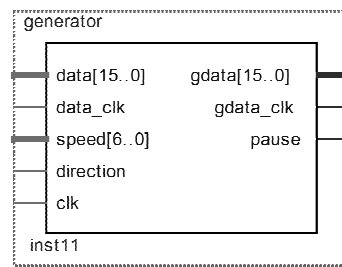 generator
data[15..0] gdata[15..0]
data_clk gdata_clk
speed[6..0] pause
direction
clk
inst11